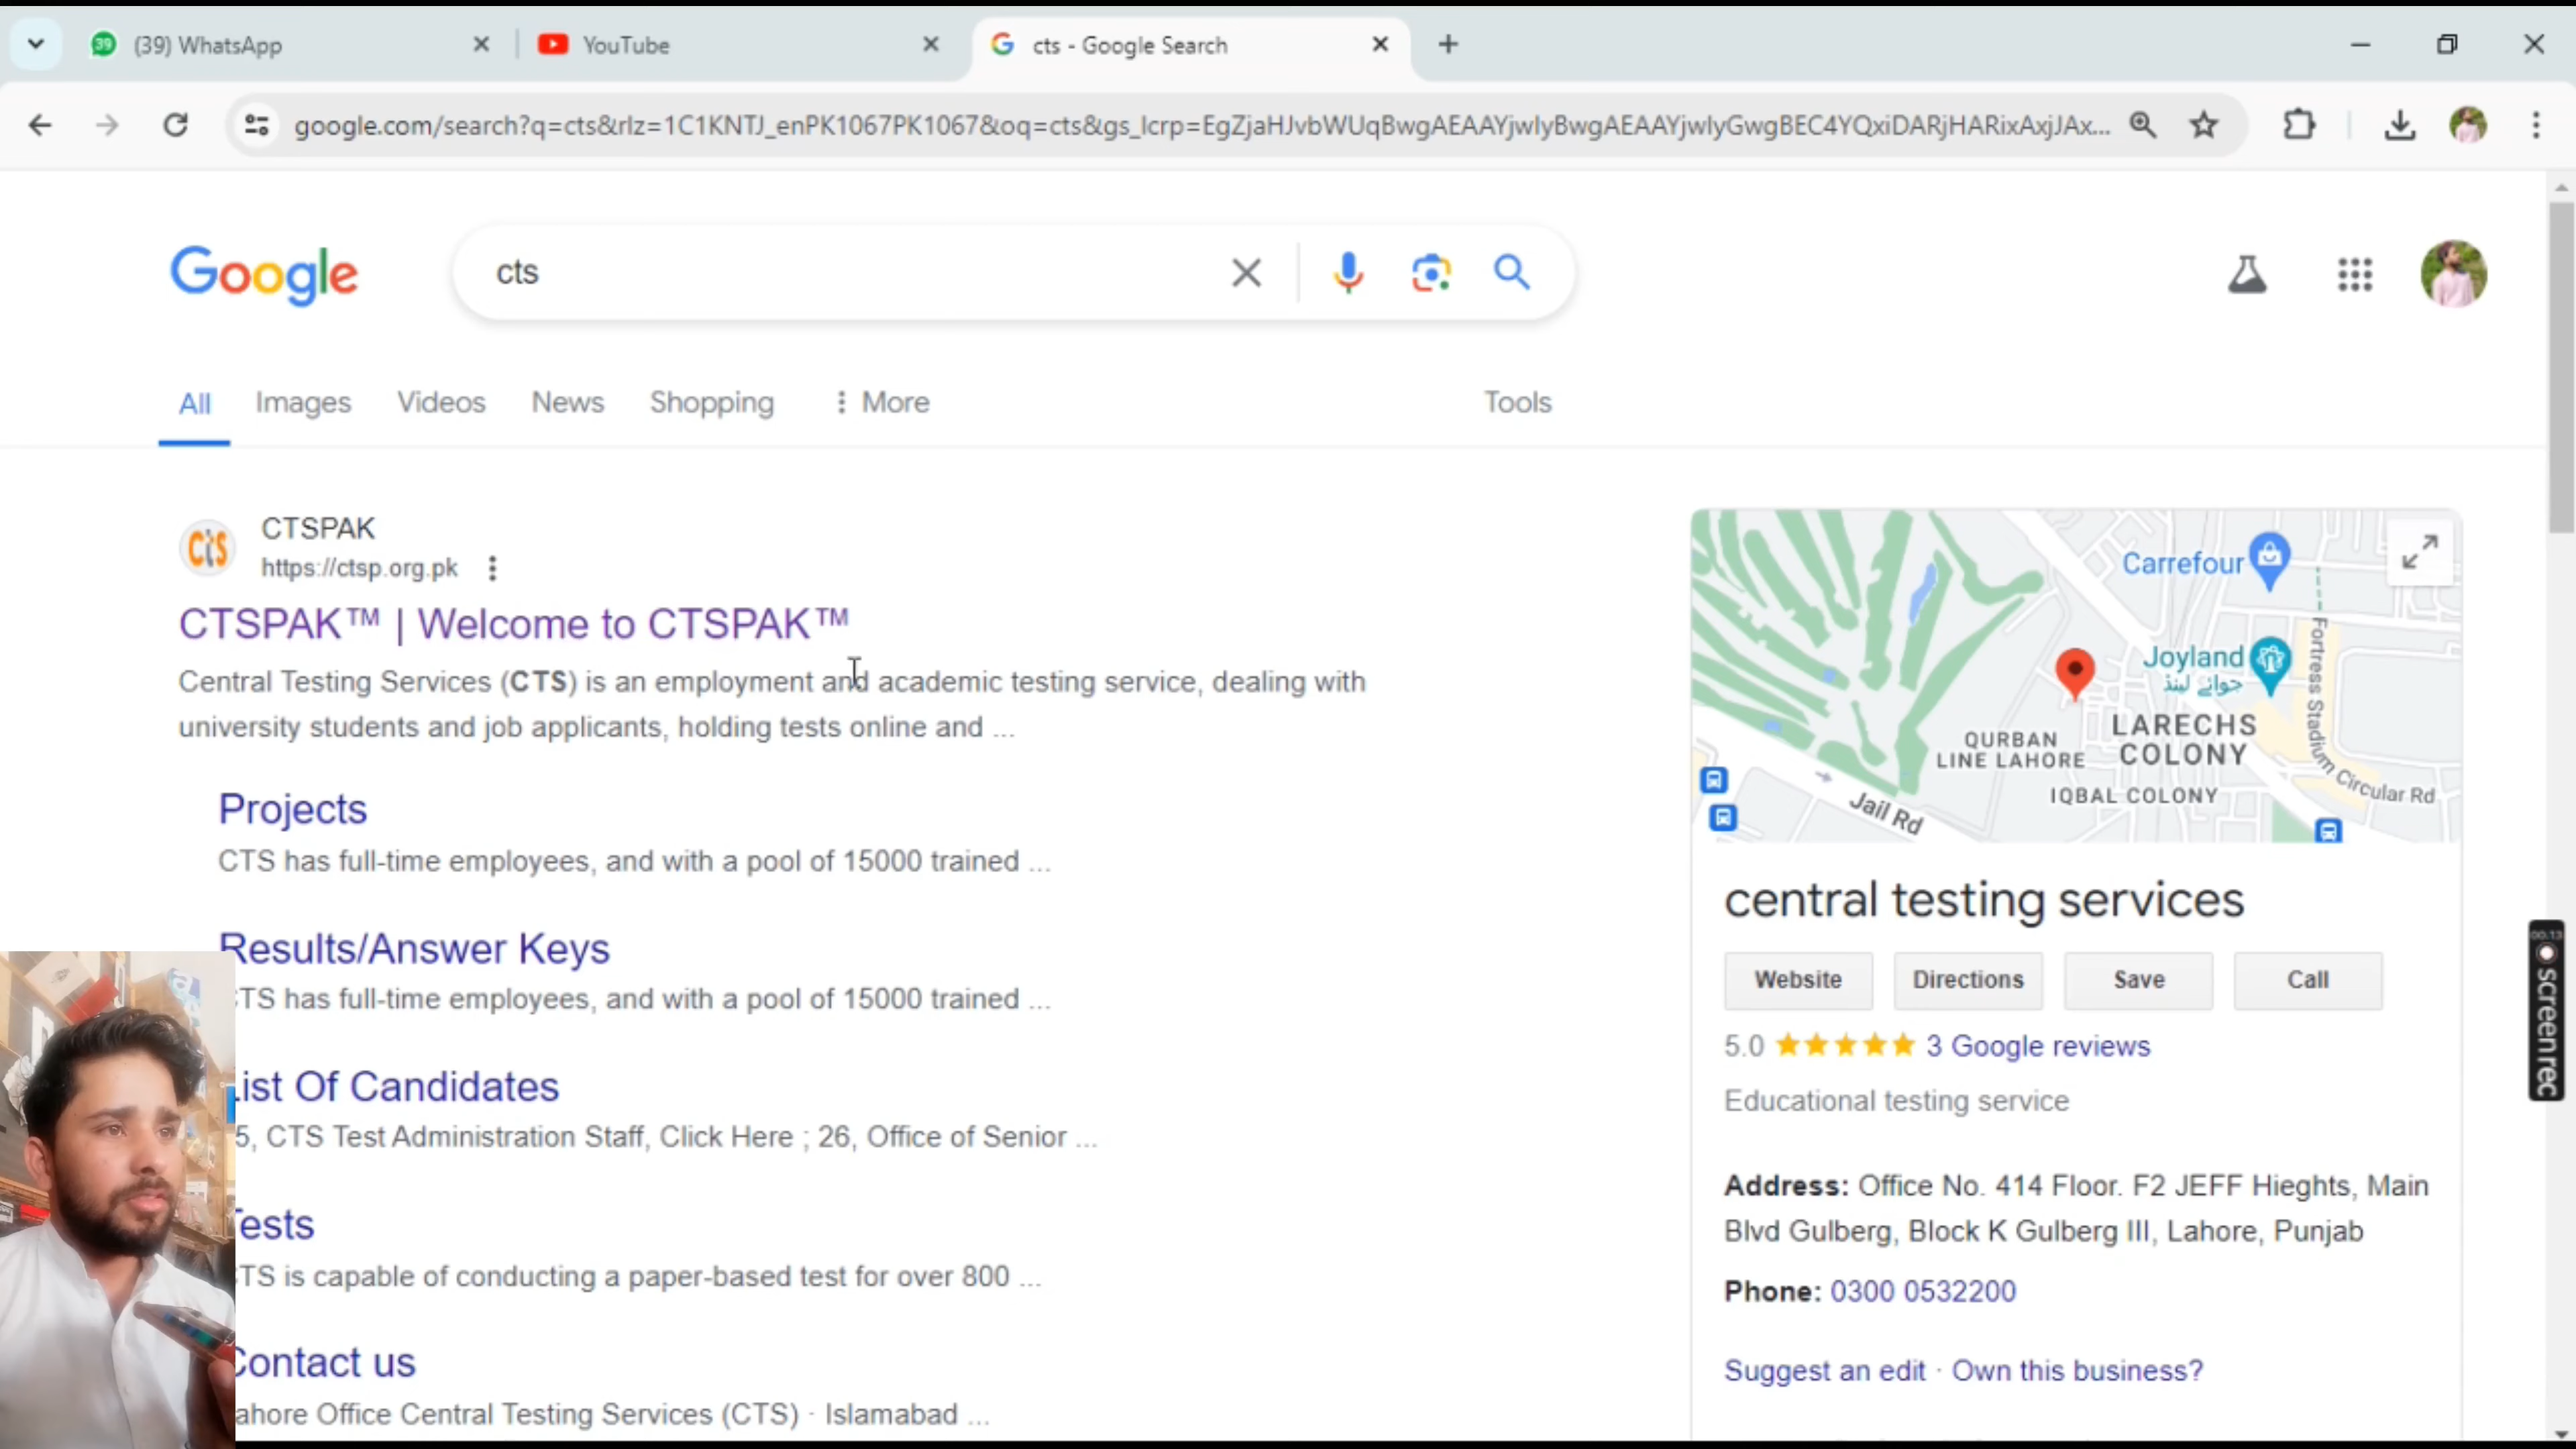 39 (39) WhatsApp
YouTube
cts - Google Search
google.com/search?q=cts&rlz=1C1KNTJ_enPK1067PK1067&oq=cts&gs_lcrp=EgZjaHJvbWUqBwgAEAAYjwIyBwgAEAAYjwIyGwgBEC4YQxiDARjHARixAxjJAx...
Google
cts
All Images Videos News Shopping More Tools
CTS
CTSPAK
https://ctsp.org.pk
CTSPAK™ | Welcome to CTSPAK™
Central Testing Services (CTS) is an employment and academic testing service, dealing with
university students and job applicants, holding tests online and ...
Projects
CTS has full-time employees, and with a pool of 15000 trained ...
Results/Answer Keys
TS has full-time employees, and with a pool of 15000 trained ...
ist Of Candidates
5, CTS Test Administration Staff, Click Here ; 26, Office of Senior ...
ests
TS is capable of conducting a paper-based test for over 800 ...
ontact us
ahore Office Central Testing Services (CTS) · Islamabad ...
Carrefour
Joyland
جوائے لینڈ
Fortress Stadium
LARECHS
COLONY
QURBAN
LINE LAHORE
IQBAL COLONY
Circular Rd
Jail Rd
central testing services
Website Directions Save Call
5.0 3 Google reviews
Educational testing service
Address: Office No. 414 Floor. F2 JEFF Hieghts, Main
Blvd Gulberg, Block K Gulberg III, Lahore, Punjab
Phone: 0300 0532200
Suggest an edit · Own this business?
00:13
screenrec